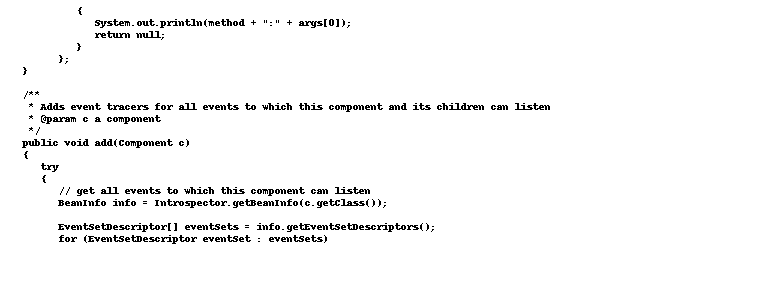 {
System.out.println(method + ":" + args[0]);
return null;
}
};
}
/**
* Adds event tracers for all events to which this component and its children can listen
* @param c a component
*/
public void add(Component c)
{
try
{
// get all events to which this component can listen
BeanInfo info = Introspector.getBeanInfo(c.getClass());
EventSetDescriptor[] eventSets = info.getEventSetDescriptors();
for (EventSetDescriptor eventSet : eventSets)